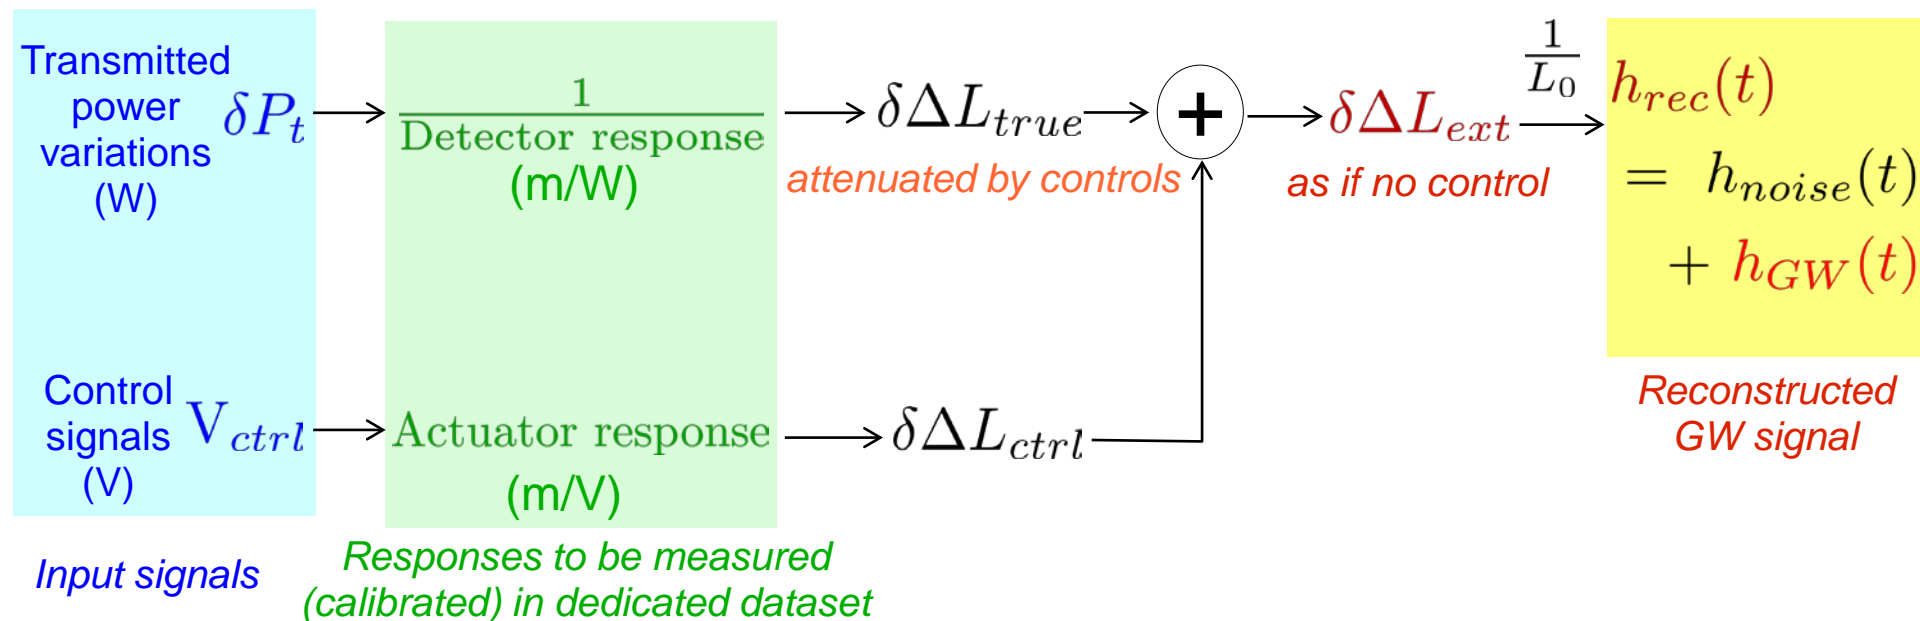 Transmitted
power
variations
(W)
δP_t
1
Detector response
(m/W)
δΔL_true
attenuated by controls
+
δΔL_ext
as if no control
1
L_0
h_rec(t)
= h_noise(t)
+ h_GW(t)
Reconstructed
GW signal
Control
signals
(V)
V_ctrl
Actuator response
(m/V)
δΔL_ctrl
Input signals
Responses to be measured
(calibrated) in dedicated dataset